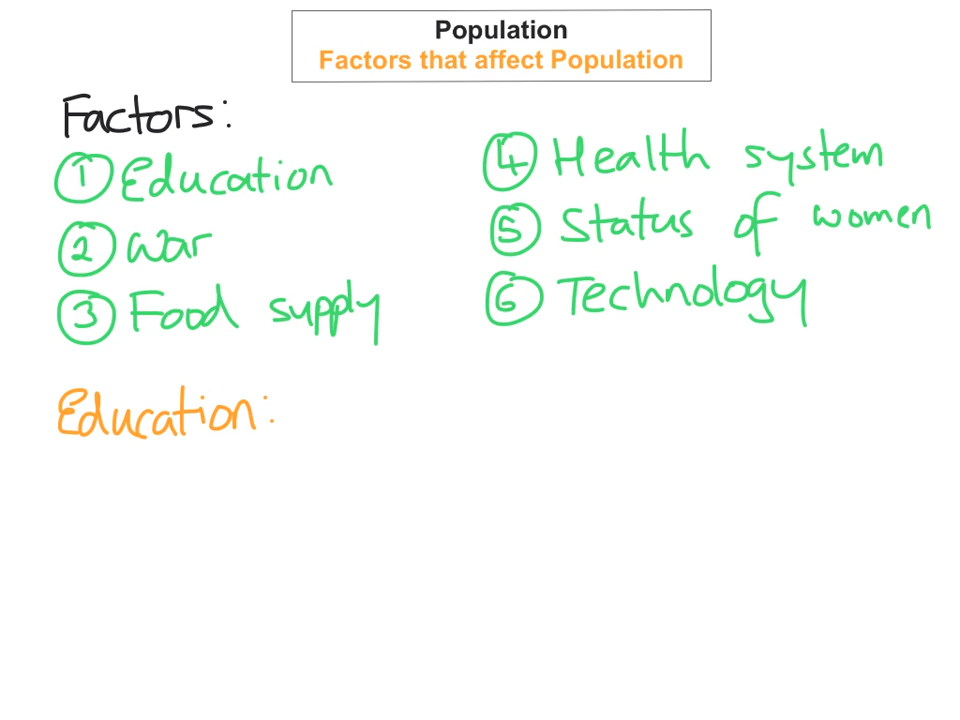 Population
Factors that affect Population
Factors:
① Education
② War
③ Food supply
④ Health system
⑤ Status of women
⑥ Technology
Education: